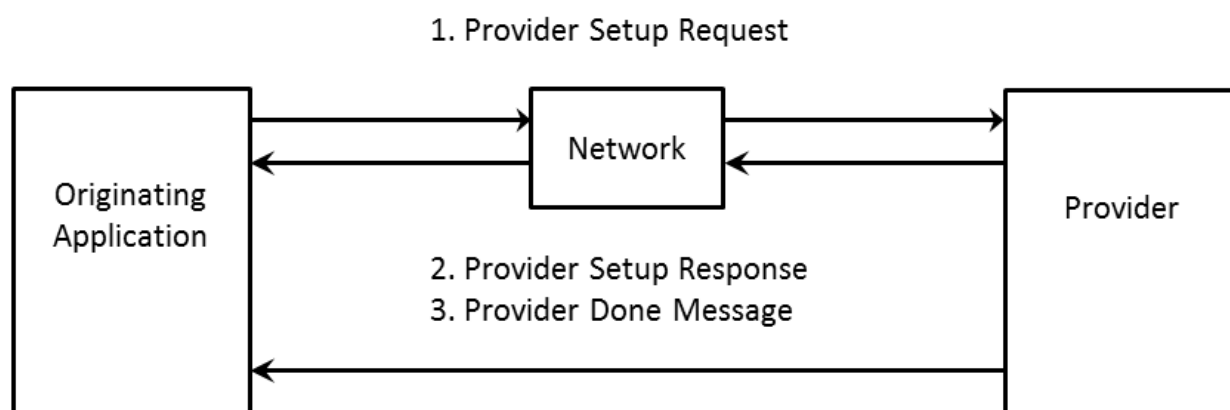 1. Provider Setup Request
Network
Originating
Application
Provider
2. Provider Setup Response
3. Provider Done Message